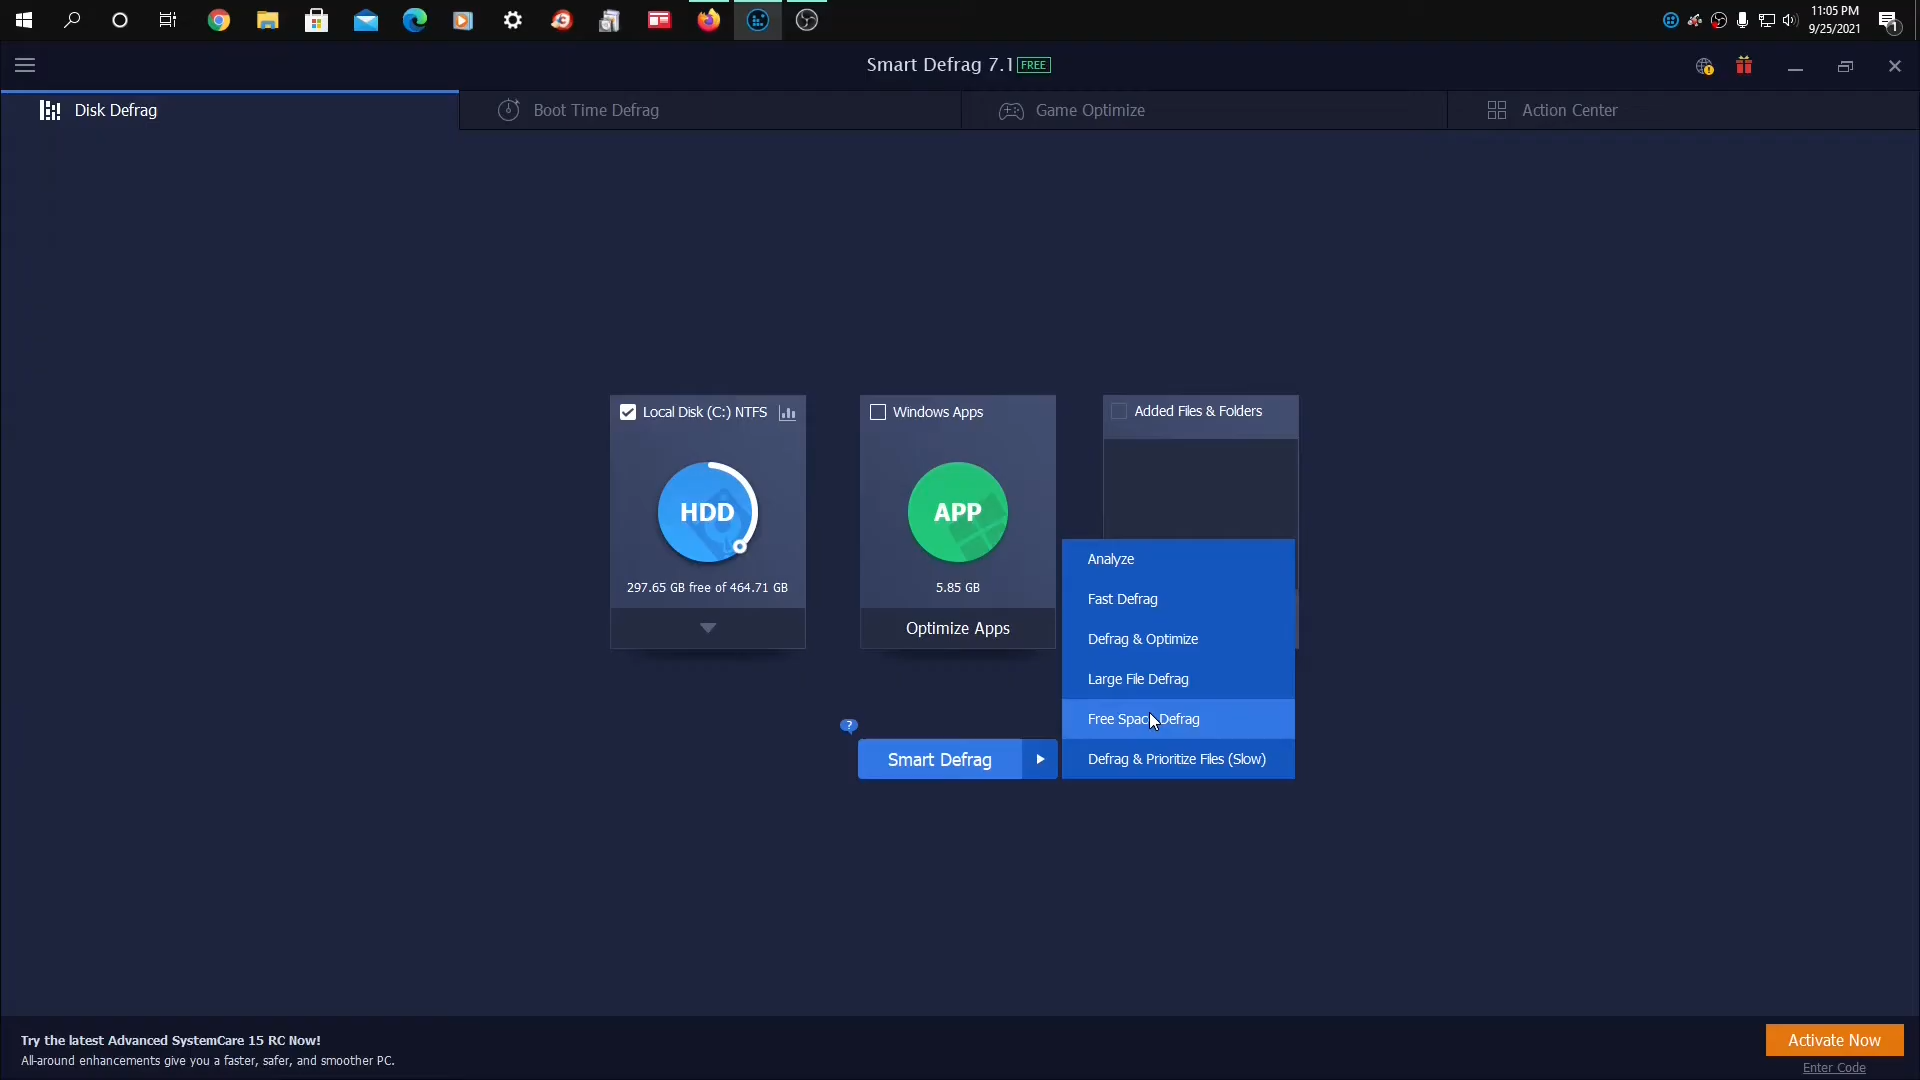 11:05 PM
9/25/2021
1
Smart Defrag 7.1 FREE
Disk Defrag
Boot Time Defrag
Game Optimize
Action Center
Local Disk (C:) NTFS
HDD
297.65 GB free of 464.71 GB
Windows Apps
APP
5.85 GB
Optimize Apps
Added Files & Folders
Analyze
Fast Defrag
Defrag & Optimize
Large File Defrag
Free Space Defrag
Defrag & Prioritize Files (Slow)
?
Smart Defrag
Try the latest Advanced SystemCare 15 RC Now!
All-around enhancements give you a faster, safer, and smoother PC.
Activate Now
Enter Code